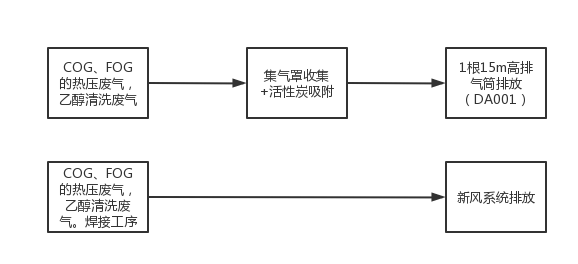 COG、FOG
的热压废气，
乙醇清洗废气
集气罩收集
+活性炭吸附
1根15m高排
气筒排放
（DA001）
COG、FOG
的热压废气，
乙醇清洗废
气。焊接工序
新风系统排放